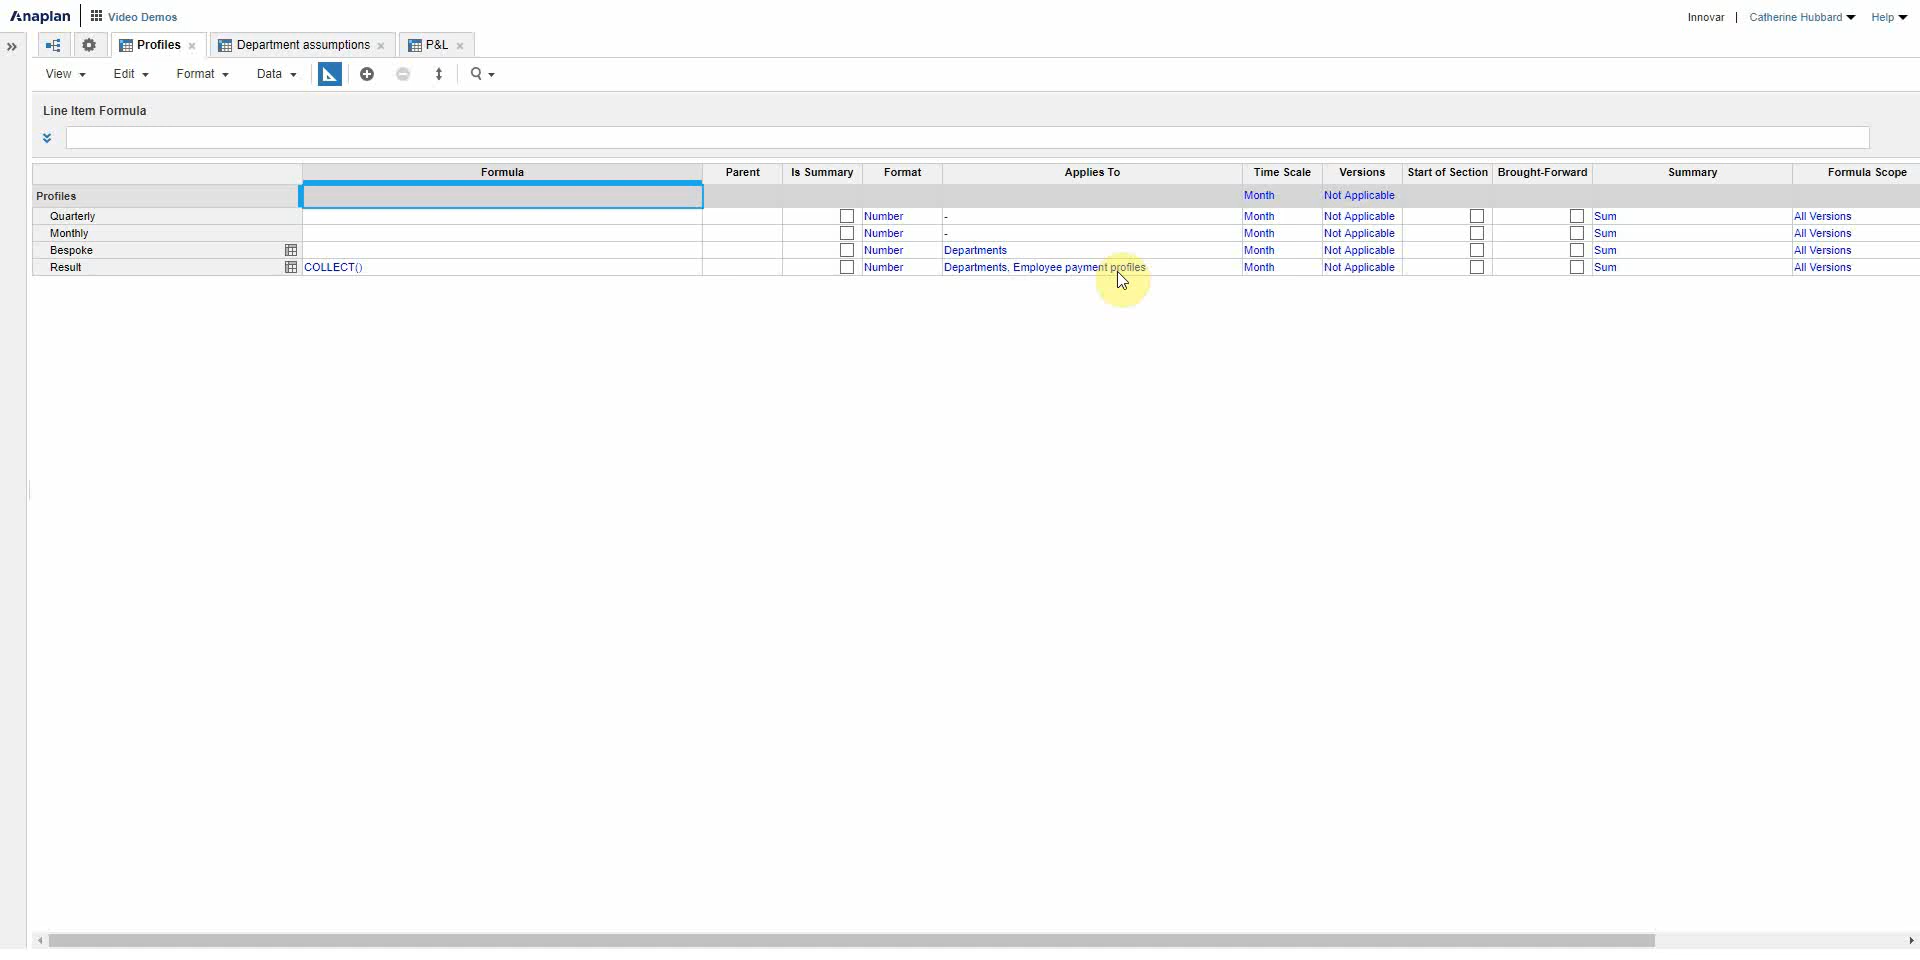 Anaplan Video Demos Innovar | Catherine Hubbard Help
Profiles Department assumptions P&L
View Edit Format Data
Line Item Formula
Formula Parent Is Summary Format Applies To Time Scale Versions Start of Section Brought-Forward Summary Formula Scope
Profiles Month Not Applicable
Quarterly Number - Month Not Applicable Sum All Versions
Monthly Number - Month Not Applicable Sum All Versions
Bespoke Number Departments Month Not Applicable Sum All Versions
Result COLLECT() Number Departments, Employee payment profiles Month Not Applicable Sum All Versions